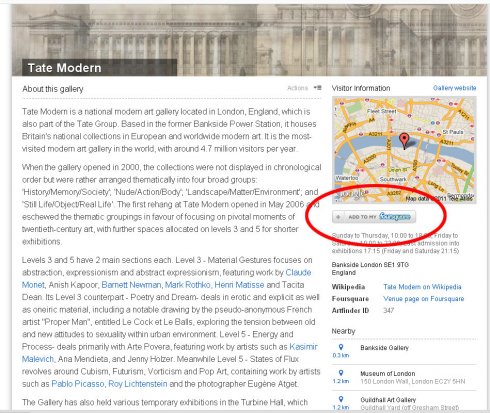 Tate Modern
About this gallery
Actions
Tate Modern is a national modern art gallery located in London, England, which is
also part of the Tate Group. Based in the former Bankside Power Station, it houses
Britain's national collections in European and worldwide modern art. It is the most-
visited modern art gallery in the world, with around 4.7 million visitors per year.
When the gallery opened in 2000, the collections were not displayed in chronological
order but were rather arranged thematically into four broad groups:
'History/Memory/Society', 'Nude/Action/Body', 'Landscape/Matter/Environment', and
'Still Life/Object/Real Life'. The first rehang at Tate Modern opened in May 2006 and
eschewed the thematic groupings in favour of focusing on pivotal moments of
twentieth-century art, with further spaces allocated on levels 3 and 5 for shorter
exhibitions.
Levels 3 and 5 have 2 main sections each. Level 3 - Material Gestures focuses on
abstraction, expressionism and abstract expressionism, featuring work by Claude
Monet, Anish Kapoor, Barnett Newman, Mark Rothko, Henri Matisse and Tacita
Dean. Its Level 3 counterpart - Poetry and Dream- deals in erotic and explicit as well
as oneiric material, including a notable drawing by the pseudo-anonymous French
artist "Proper Man", entitled Le Cock et Le Balls, exploring the tension between old
and new attitudes to sexuality within urban environment. Level 5 - Energy and
Process- deals primarily with Arte Povera, featuring work by artists such as Kasimir
Malevich, Ana Mendieta, and Jenny Holzer. Meanwhile Level 5 - States of Flux
revolves around Cubism, Futurism, Vorticism and Pop Art, containing work by artists
such as Pablo Picasso, Roy Lichtenstein and the photographer Eugène Atget.
The Gallery has also held various temporary exhibitions in the Turbine Hall, which
Visitor Information
Gallery website
Fleet Street
St Pauls
A3211
A201
Southwark
Bermondsey
Map data ©2011 Tele Atlas
+ ADD TO MY foursquare
Sunday to Thursday, 10:00 to 18:00, Friday to
Saturday, 10:00 to 22:00. Last admission into
exhibitions 17:15 (Friday and Saturday 21:15)
Bankside London SE1 9TG
England
Wikipedia Tate Modern on Wikipedia
Foursquare Venue page on Foursquare
Artfinder ID 347
Nearby
Bankside Gallery
0.3 km
Museum of London
1.2 km 150 London Wall, London EC2Y 5HN
Guildhall Art Gallery
1.2 km Guildhall Yard (off Gresham Street)